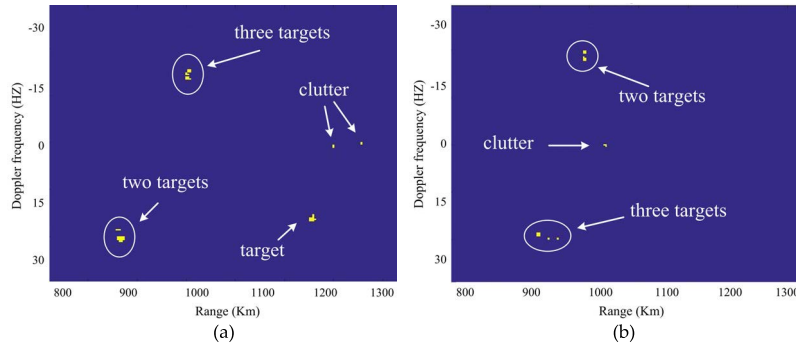 three targets
clutter
two targets
target
-30
-15
0
15
30
Doppler frequency (HZ)
800
900
1000
1100
1200
1300
Range (Km)
(a)
two targets
clutter
three targets
-30
-15
0
15
30
Doppler frequency (HZ)
800
900
1000
1100
1200
1300
Range (Km)
(b)